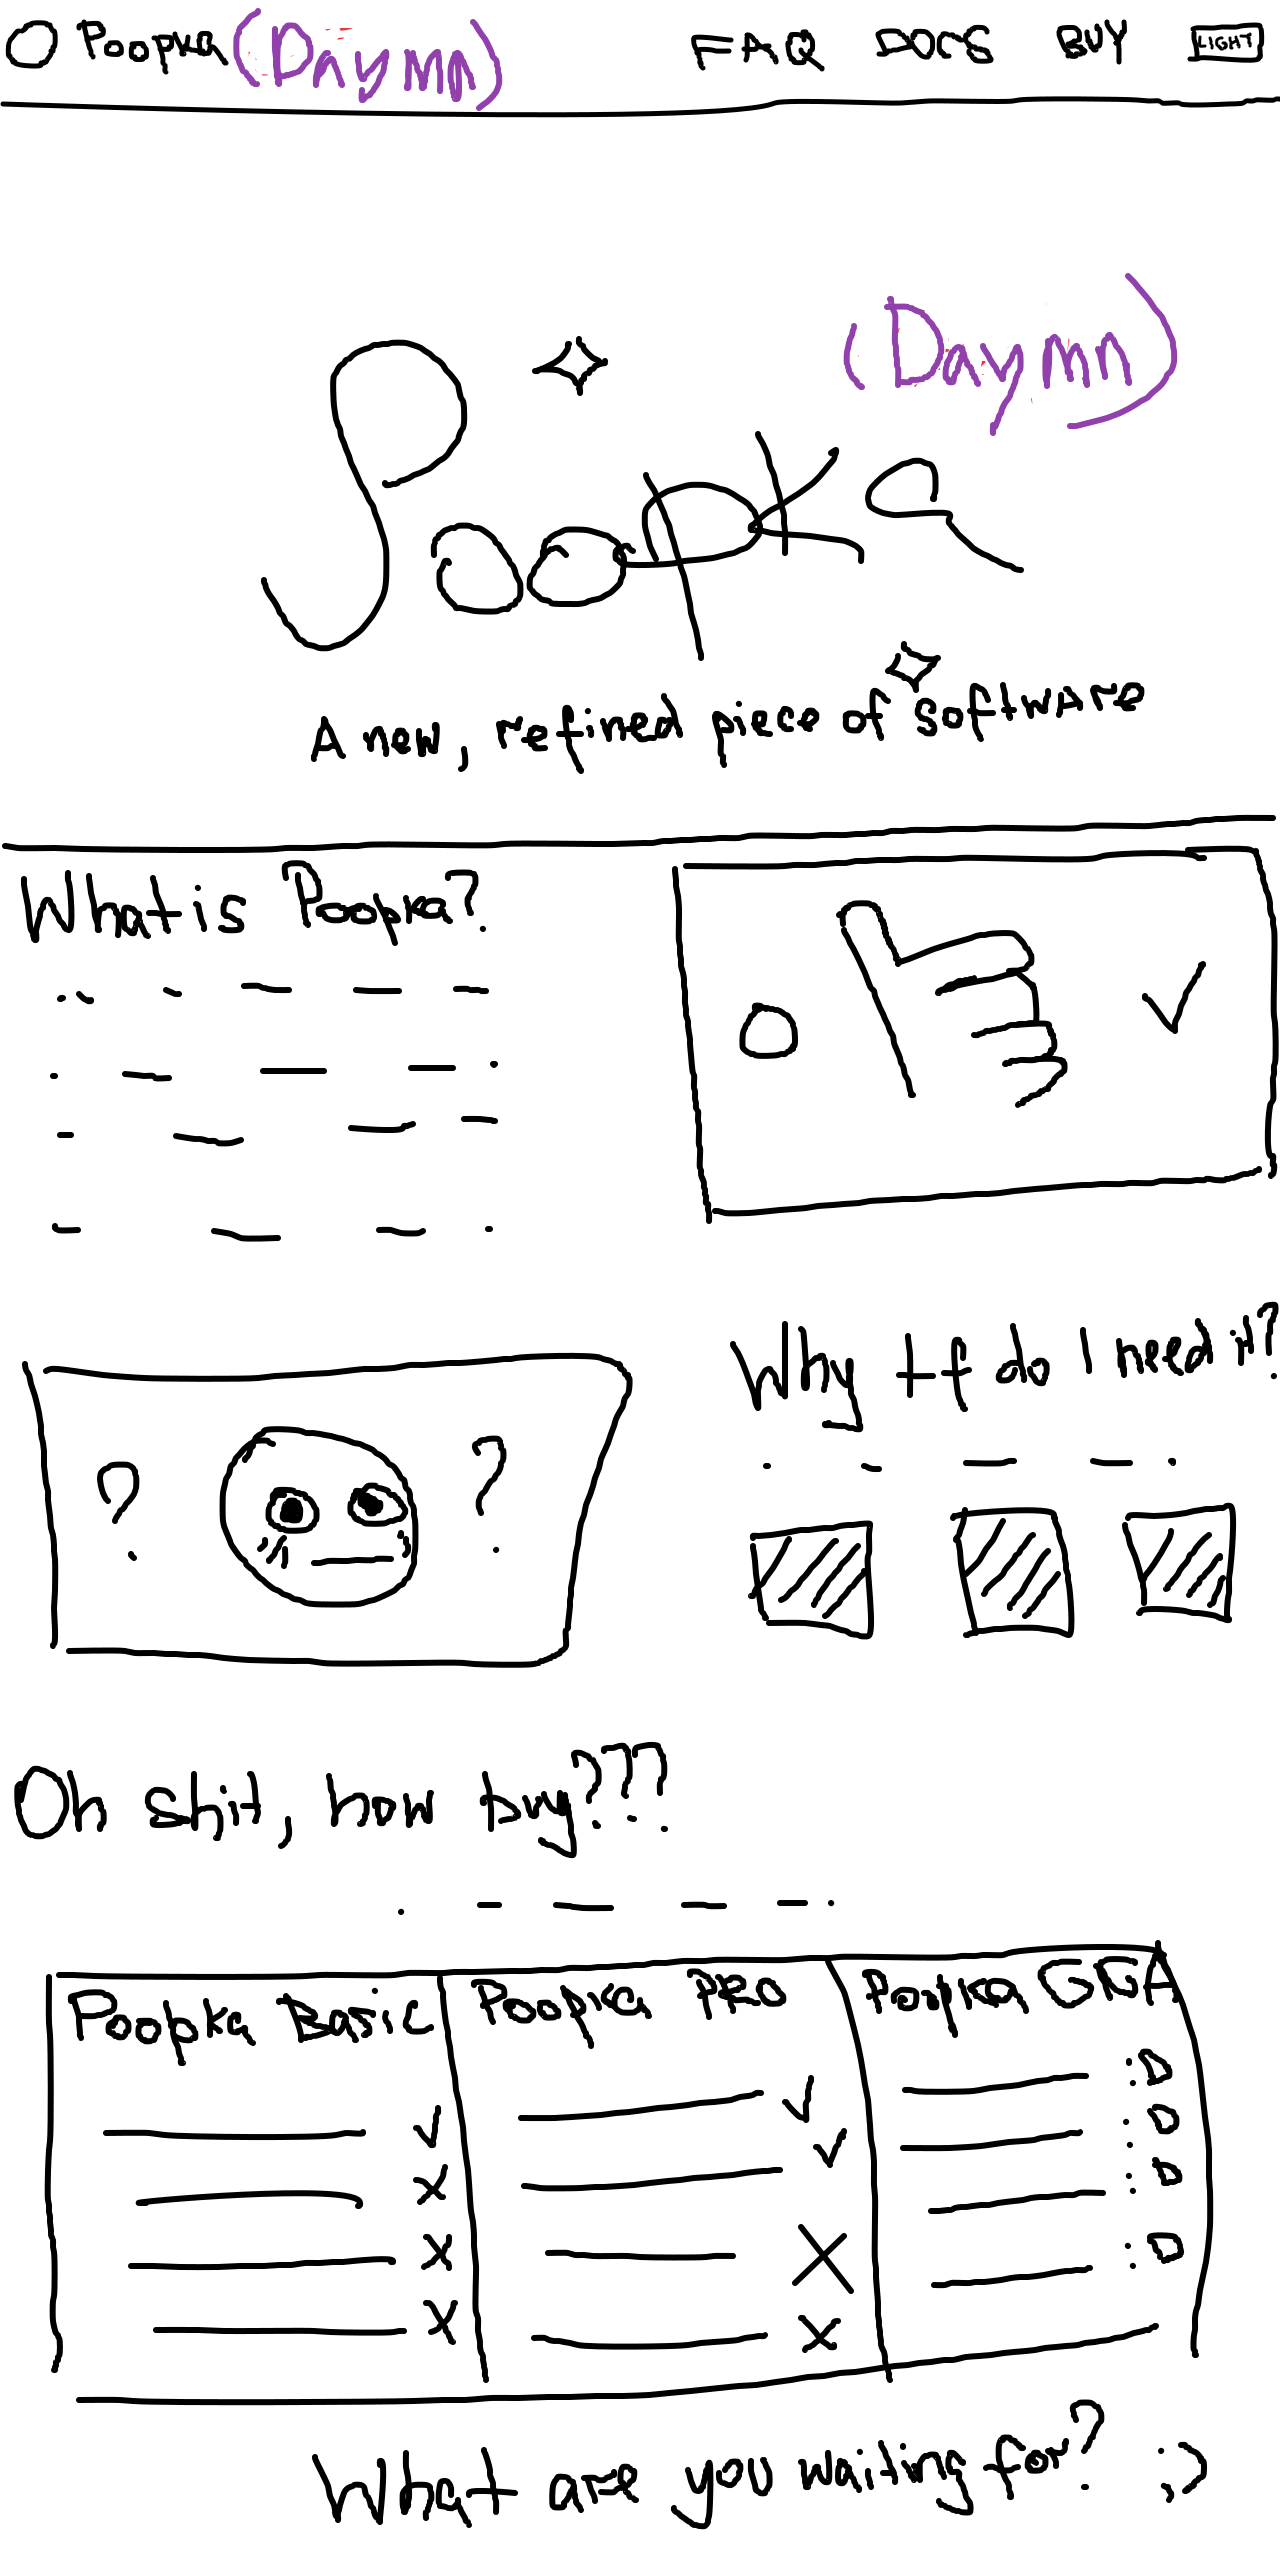 Poopka (Daymn) FAQ DOCS BUY LIGHT
(Daymn)
Poopka
A new, refined piece of software
What is Poopka?
Why tf do I need it?
? ?
Oh shit, how buy???
Poopka Basic Poopka PRO Poopka GGA
:D
:D
:D
:D
What are you waiting for? ;)